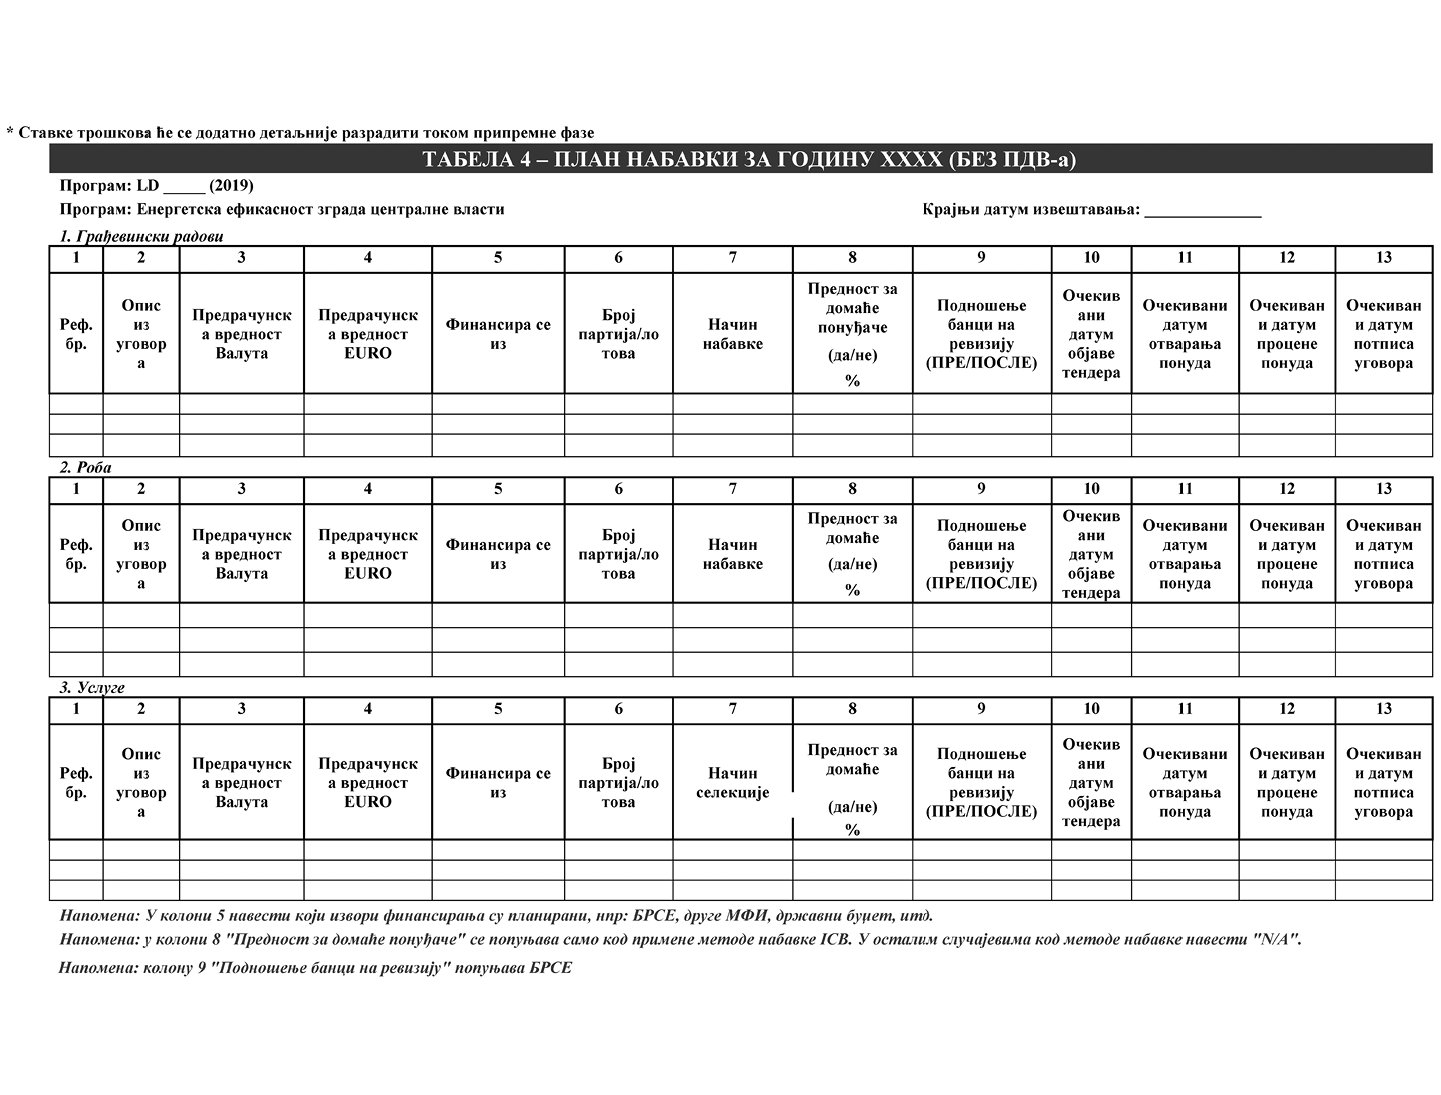 * Ставке трошкова ће се додатно детаљније разрадити током припремне фазе
ТАБЕЛА 4 – ПЛАН НАБАВКИ ЗА ГОДИНУ XXXX (БЕЗ ПДВ-а)
Програм: LD _____ (2019)
Програм: Енергетска ефикасност зграда централне власти Крајњи датум извештавања: ______________
1. Грађевински радови
1 2 3 4 5 6 7 8 9 10 11 12 13
Реф.
бр.
Опис
из
уговор
а
Предрачунск
а вредност
Валута
Предрачунск
а вредност
EURO
Финансира се
из
Број
партија/ло
това
Начин
набавке
Предност за
домаће
понуђаче
(да/не)
%
Подношење
банци на
ревизију
(ПРЕ/ПОСЛЕ)
Очекив
ани
датум
објаве
тендера
Очекивани
датум
отварања
понуда
Очекиван
и датум
процене
понуда
Очекиван
и датум
потписа
уговора
2. Роба
1 2 3 4 5 6 7 8 9 10 11 12 13
Реф.
бр.
Опис
из
уговор
а
Предрачунск
а вредност
Валута
Предрачунск
а вредност
EURO
Финансира се
из
Број
партија/ло
това
Начин
набавке
Предност за
домаће
(да/не)
%
Подношење
банци на
ревизију
(ПРЕ/ПОСЛЕ)
Очекив
ани
датум
објаве
тендера
Очекивани
датум
отварања
понуда
Очекиван
и датум
процене
понуда
Очекиван
и датум
потписа
уговора
3. Услуге
1 2 3 4 5 6 7 8 9 10 11 12 13
Реф.
бр.
Опис
из
уговор
а
Предрачунск
а вредност
Валута
Предрачунск
а вредност
EURO
Финансира се
из
Број
партија/ло
това
Начин
селекције
Предност за
домаће
(да/не)
%
Подношење
банци на
ревизију
(ПРЕ/ПОСЛЕ)
Очекив
ани
датум
објаве
тендера
Очекивани
датум
отварања
понуда
Очекиван
и датум
процене
понуда
Очекиван
и датум
потписа
уговора
Напомена: У колони 5 навести који извори финансирања су планирани, нпр: БРСЕ, друге МФИ, државни буџет, итд.
Напомена: у колони 8 "Предност за домаће понуђаче" се попуњава само код примене методе набавке ICB. У осталим случајевима код методе набавке навести "N/A".
Напомена: колону 9 "Подношење банци на ревизију" попуњава БРСЕ